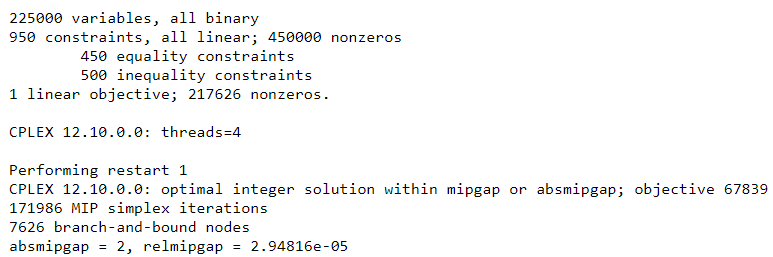 225000 variables, all binary
950 constraints, all linear; 450000 nonzeros
450 equality constraints
500 inequality constraints
1 linear objective; 217626 nonzeros.
CPLEX 12.10.0.0: threads=4
Performing restart 1
CPLEX 12.10.0.0: optimal integer solution within mipgap or absmipgap; objective 67839
171986 MIP simplex iterations
7626 branch-and-bound nodes
absmipgap = 2, relmipgap = 2.94816e-05